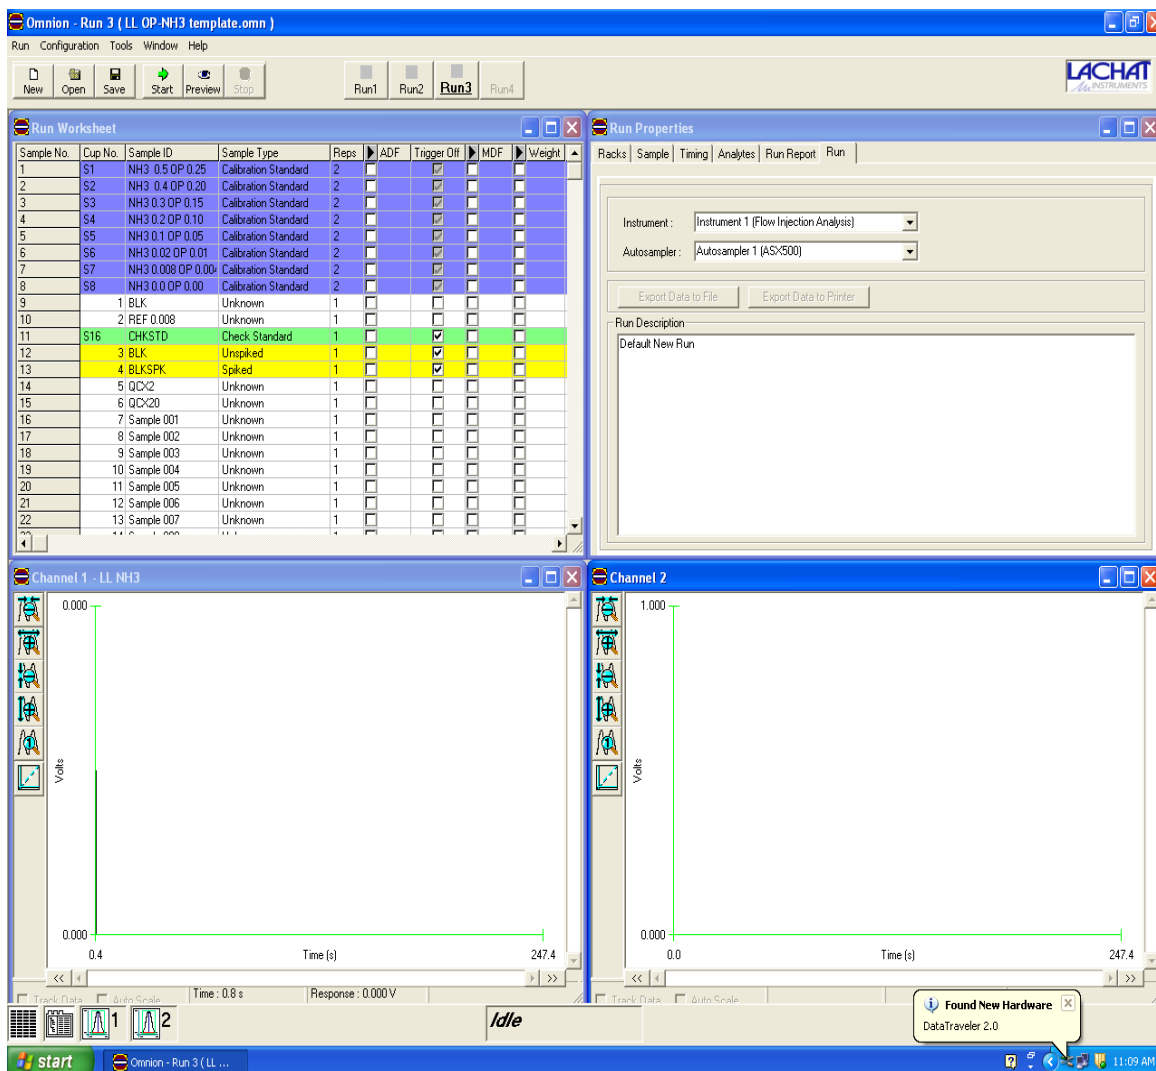 Omnion - Run 3 ( LL OP-NH3 template.omn )
Run Configuration Tools Window Help
New Open Save Start Preview Stop Run1 Run2 Run3 Run4
LACHAT
INSTRUMENTS
Run Worksheet
Sample No. Cup No. Sample ID Sample Type Reps ADF Trigger Off MDF Weight
1 S1 NH3 0.5 OP 0.25 Calibration Standard 2
2 S2 NH3 0.4 OP 0.20 Calibration Standard 2
3 S3 NH3 0.3 OP 0.15 Calibration Standard 2
4 S4 NH3 0.2 OP 0.10 Calibration Standard 2
5 S5 NH3 0.1 OP 0.05 Calibration Standard 2
6 S6 NH3 0.02 OP 0.01 Calibration Standard 2
7 S7 NH3 0.008 OP 0.004 Calibration Standard 2
8 S8 NH3 0.0 OP 0.00 Calibration Standard 2
9 1 BLK Unknown 1
10 2 REF 0.008 Unknown 1
11 S16 CHKSTD Check Standard 1
12 3 BLK Unspiked 1
13 4 BLKSPK Spiked 1
14 5 QCX2 Unknown 1
15 6 QCX20 Unknown 1
16 7 Sample 001 Unknown 1
17 8 Sample 002 Unknown 1
18 9 Sample 003 Unknown 1
19 10 Sample 004 Unknown 1
20 11 Sample 005 Unknown 1
21 12 Sample 006 Unknown 1
22 13 Sample 007 Unknown 1
Run Properties
Racks Sample Timing Analytes Run Report Run
Instrument : Instrument 1 (Flow Injection Analysis)
Autosampler : Autosampler 1 (ASX500)
Export Data to File Export Data to Printer
Run Description
Default New Run
Channel 1 - LL NH3
0.000
Volts
0.000
0.4 Time (s) 247.4
<< >>
Track Data Auto Scale Time : 0.8 s Response : 0.000 V
Channel 2
1.000
Volts
0.000
0.0 Time (s) 247.4
<< >>
Track Data Auto Scale
1 2 Idle
Found New Hardware
DataTraveler 2.0
start Omnion - Run 3 ( LL ... 11:09 AM